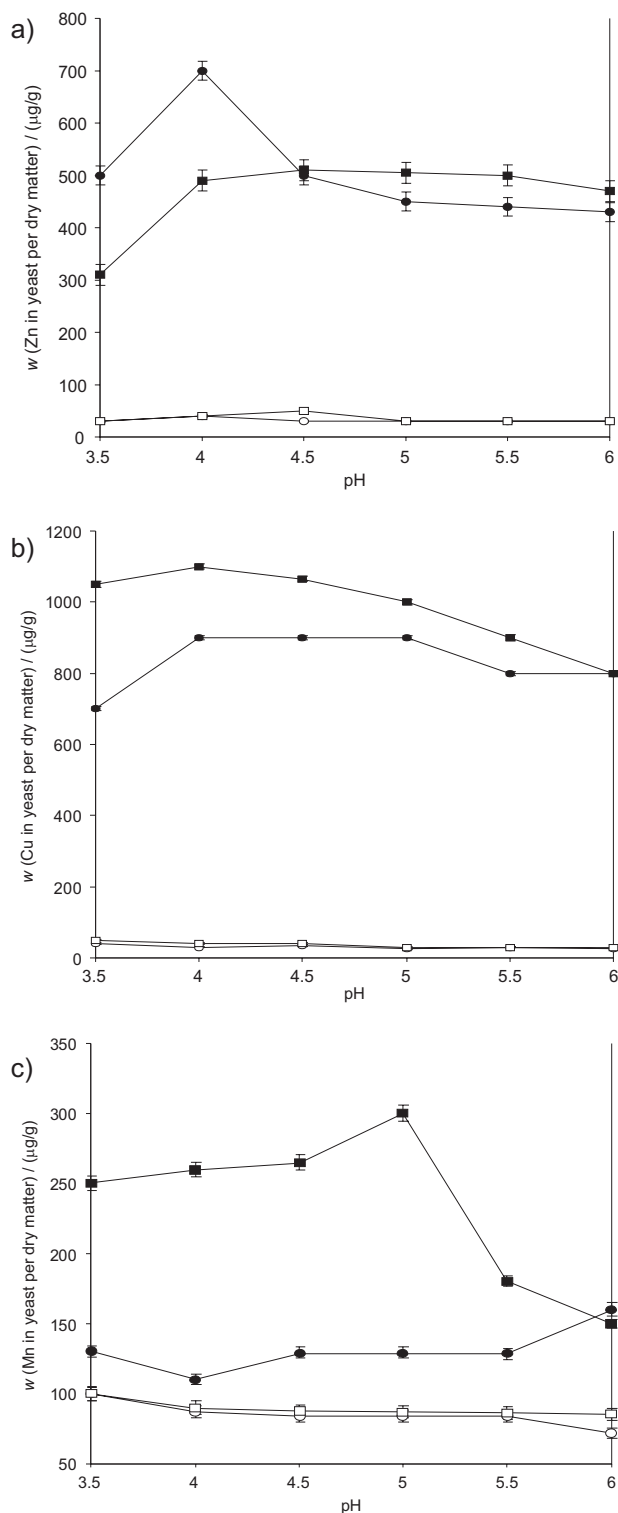 a)
800
700
600
500
400
300
200
100
0
w (Zn in yeast per dry matter) / (µg/g)
3.5 4 4.5 5 5.5 6
pH
b)
1200
1000
800
600
400
200
0
w (Cu in yeast per dry matter) / (µg/g)
3.5 4 4.5 5 5.5 6
pH
c)
350
300
250
200
150
100
50
w (Mn in yeast per dry matter) / (µg/g)
3.5 4 4.5 5 5.5 6
pH